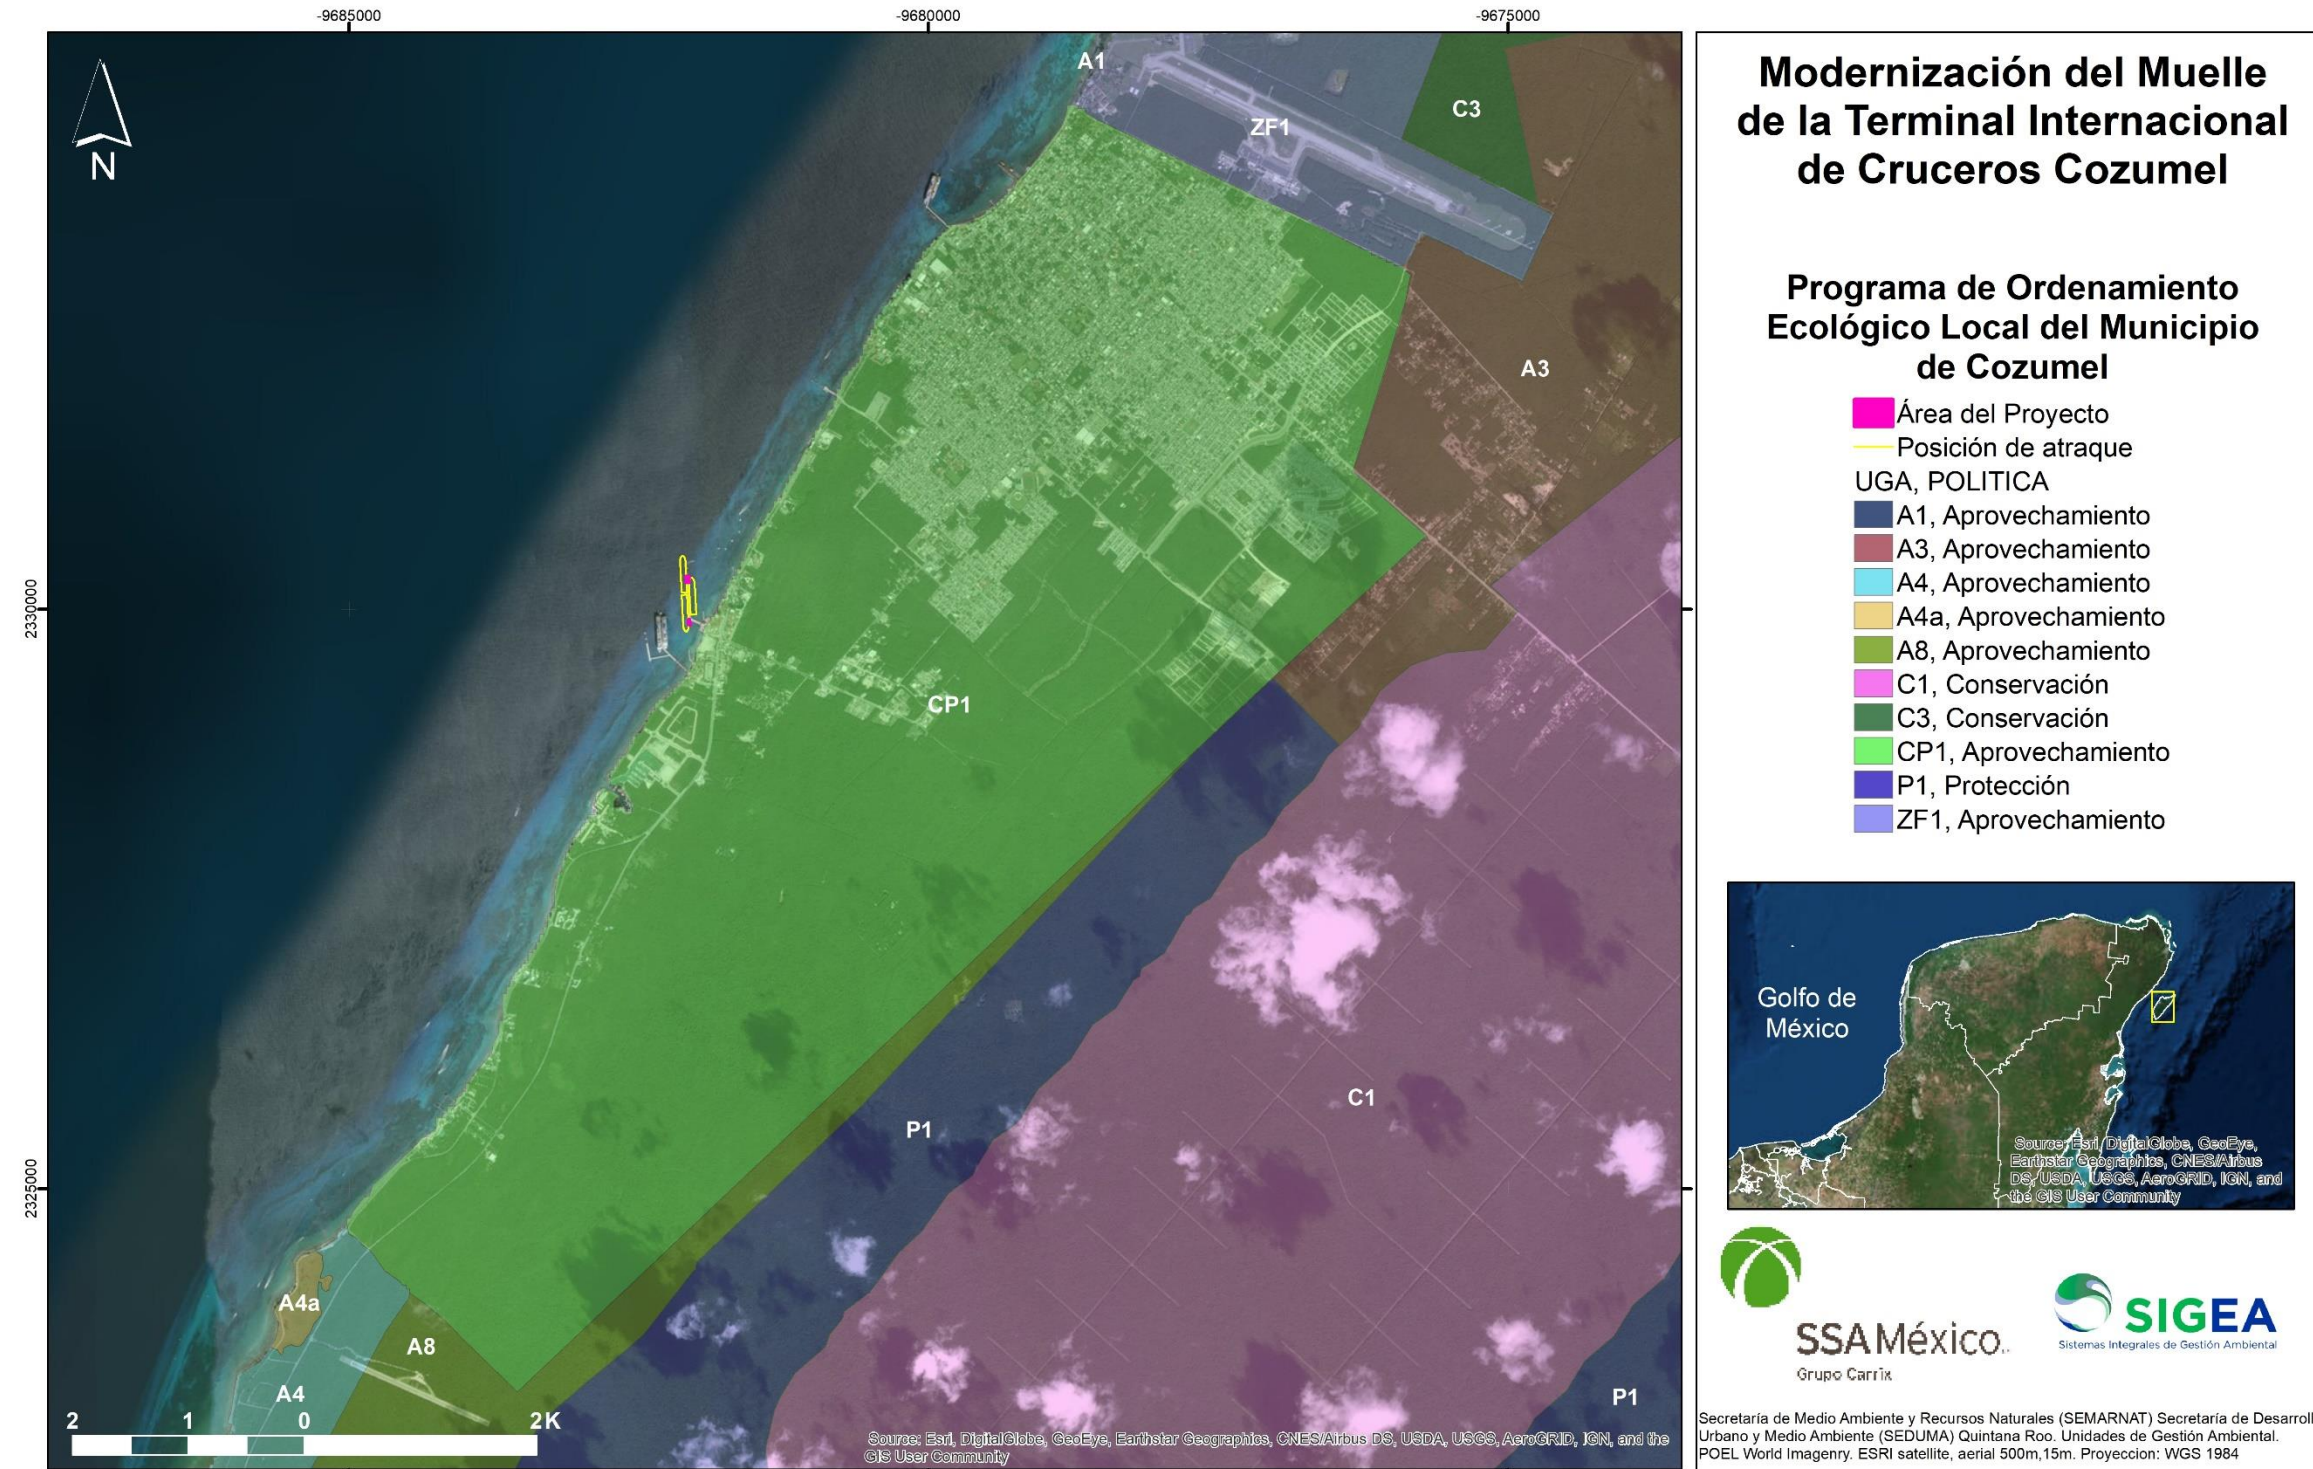 -9685000
-9680000
-9675000
2330000
2325000
N
A1
ZF1
C3
A3
CP1
C1
P1
A4a
A8
A4
P1
2 1 0 2K
Source: Esri, DigitalGlobe, GeoEye, Earthstar Geographics, CNES/Airbus DS, USDA, USGS, AeroGRID, IGN, and the
GIS User Community
Modernización del Muelle
de la Terminal Internacional
de Cruceros Cozumel
Programa de Ordenamiento
Ecológico Local del Municipio
de Cozumel
Área del Proyecto
Posición de atraque
UGA, POLITICA
A1, Aprovechamiento
A3, Aprovechamiento
A4, Aprovechamiento
A4a, Aprovechamiento
A8, Aprovechamiento
C1, Conservación
C3, Conservación
CP1, Aprovechamiento
P1, Protección
ZF1, Aprovechamiento
Golfo de
México
Source: Esri, DigitalGlobe, GeoEye,
Earthstar Geographics, CNES/Airbus
DS, USDA, USGS, AeroGRID, IGN, and
the GIS User Community
SSA México
Grupo Carrix
SIGEA
Sistemas Integrales de Gestión Ambiental
Secretaría de Medio Ambiente y Recursos Naturales (SEMARNAT) Secretaría de Desarroll
Urbano y Medio Ambiente (SEDUMA) Quintana Roo. Unidades de Gestión Ambiental.
POEL World Imagenry. ESRI satellite, aerial 500m,15m. Proyeccion: WGS 1984